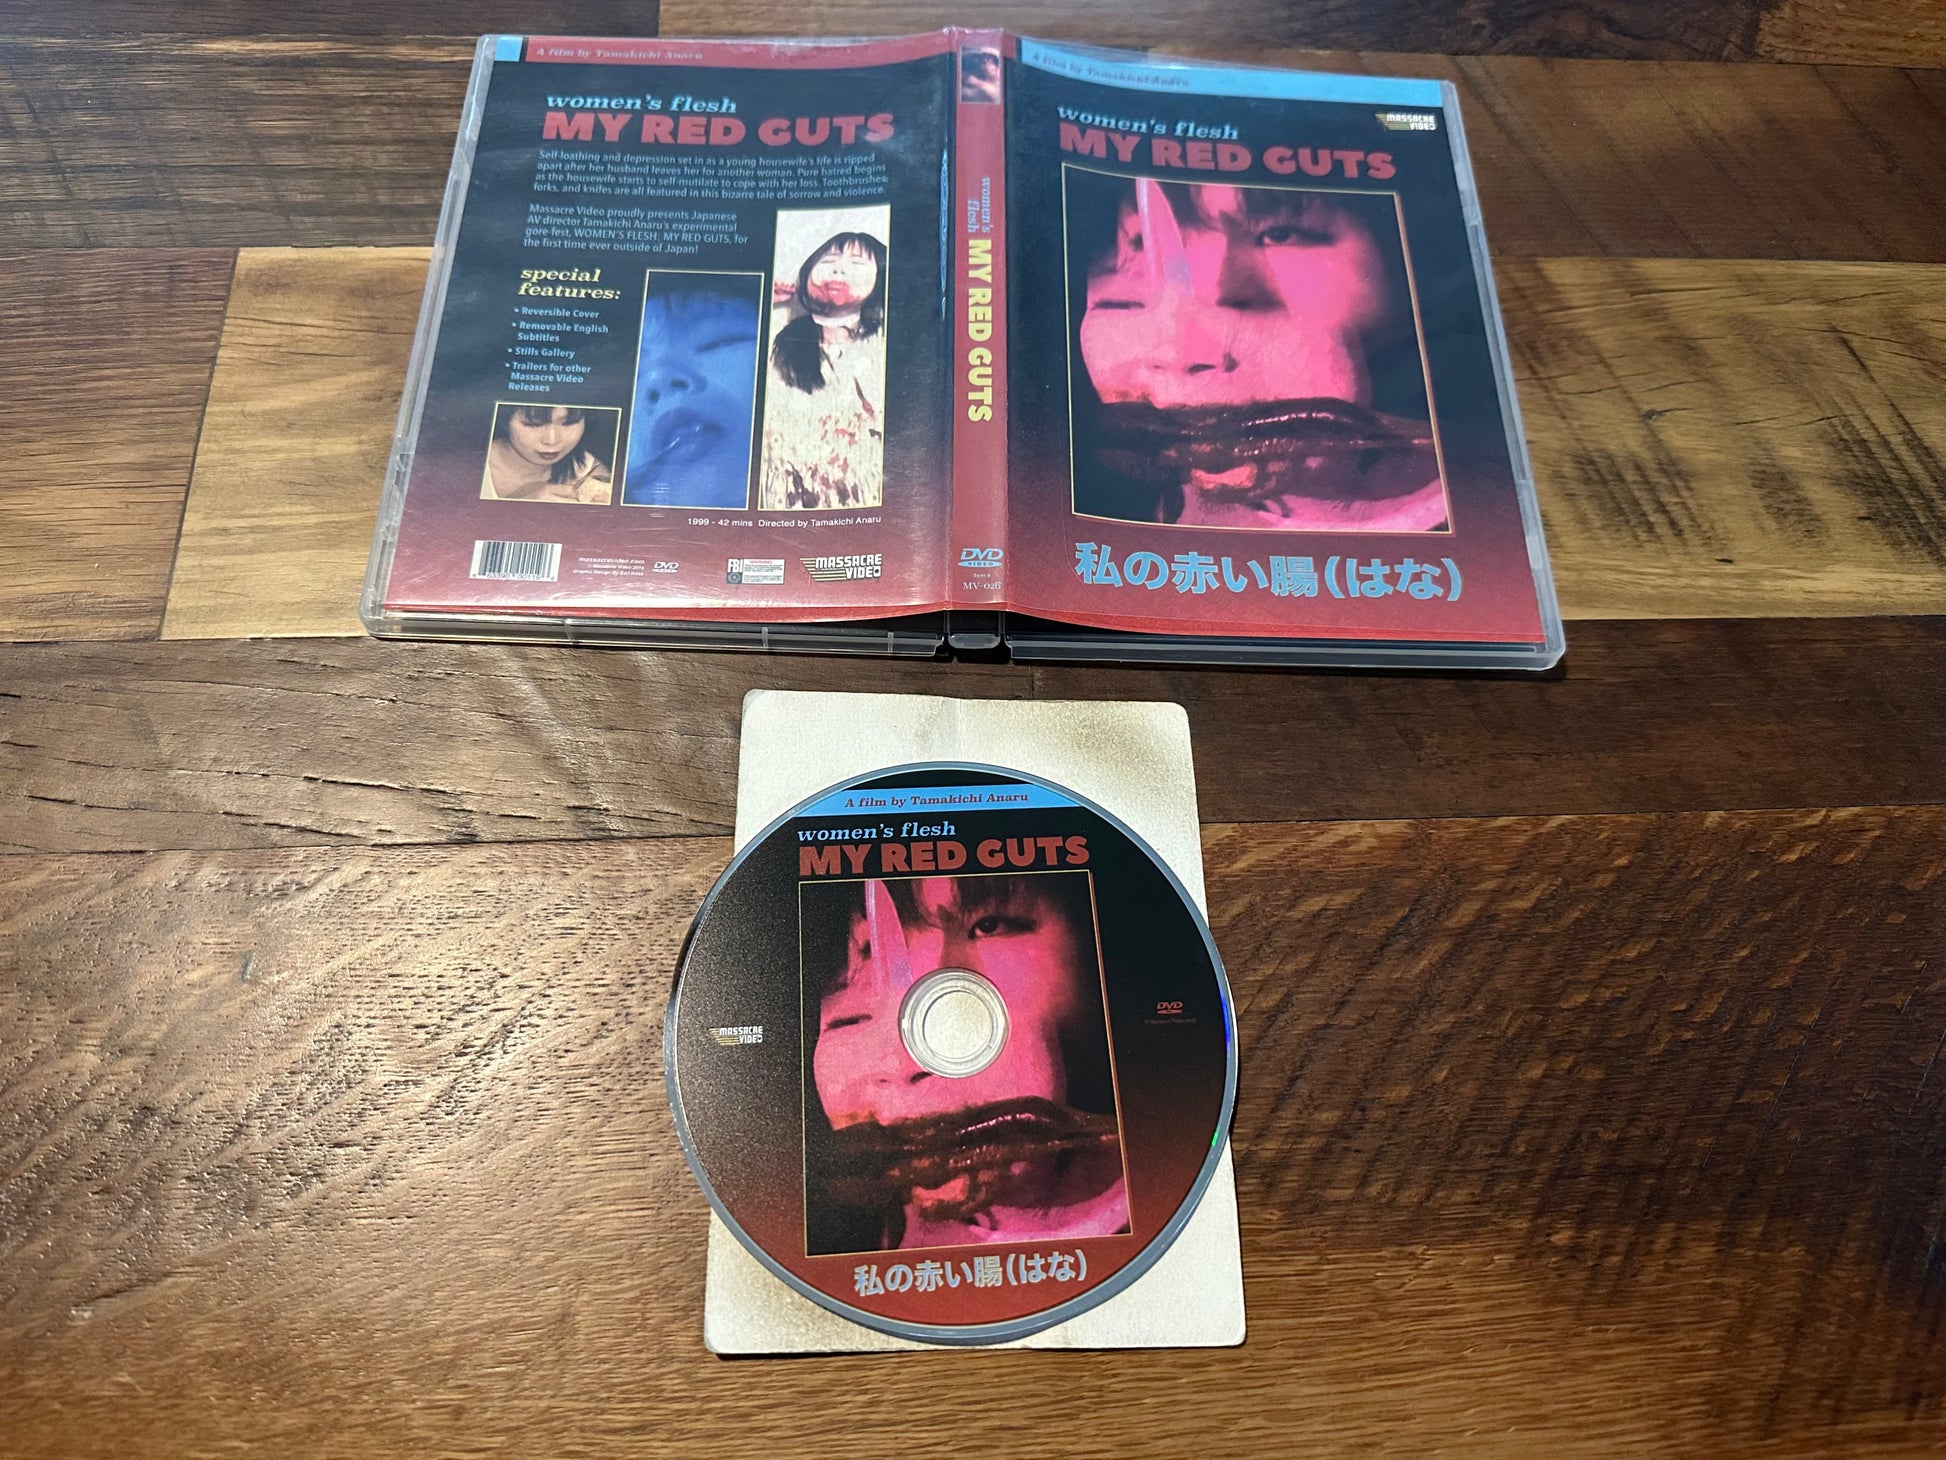 A film by Tamakichi Anaru
women's flesh
MY RED GUTS
Self-loathing and depression set in as a young housewife's life is ripped
apart after her husband leaves her for another woman. Pure hatred begins
as the housewife starts to self-mutilate to cope with her loss. Toothbrushes,
forks, and knives are all featured in this bizarre tale of sorrow and violence.
Massacre Video proudly presents Japanese
AV director Tamakichi Anaru's experimental
gore-fest, WOMEN'S FLESH: MY RED GUTS, for
the first time ever outside of Japan!
special
features:
• Reversible Cover
• Removable English
Subtitles
• Stills Gallery
• Trailers for other
Massacre Video
Releases
1999 - 42 mins Directed by Tamakichi Anaru
massacrevideo.com
DVD
FBI
WARNING
MASSACRE
VIDEO
women's
flesh
MY RED GUTS
DVD
VIDEO
Item #
MV-026
A film by Tamakichi Anaru
MASSACRE
VIDEO
women's flesh
MY RED GUTS
私の赤い腸(はな)
A film by Tamakichi Anaru
women's flesh
MY RED GUTS
MASSACRE
VIDEO
DVD
私の赤い腸(はな)